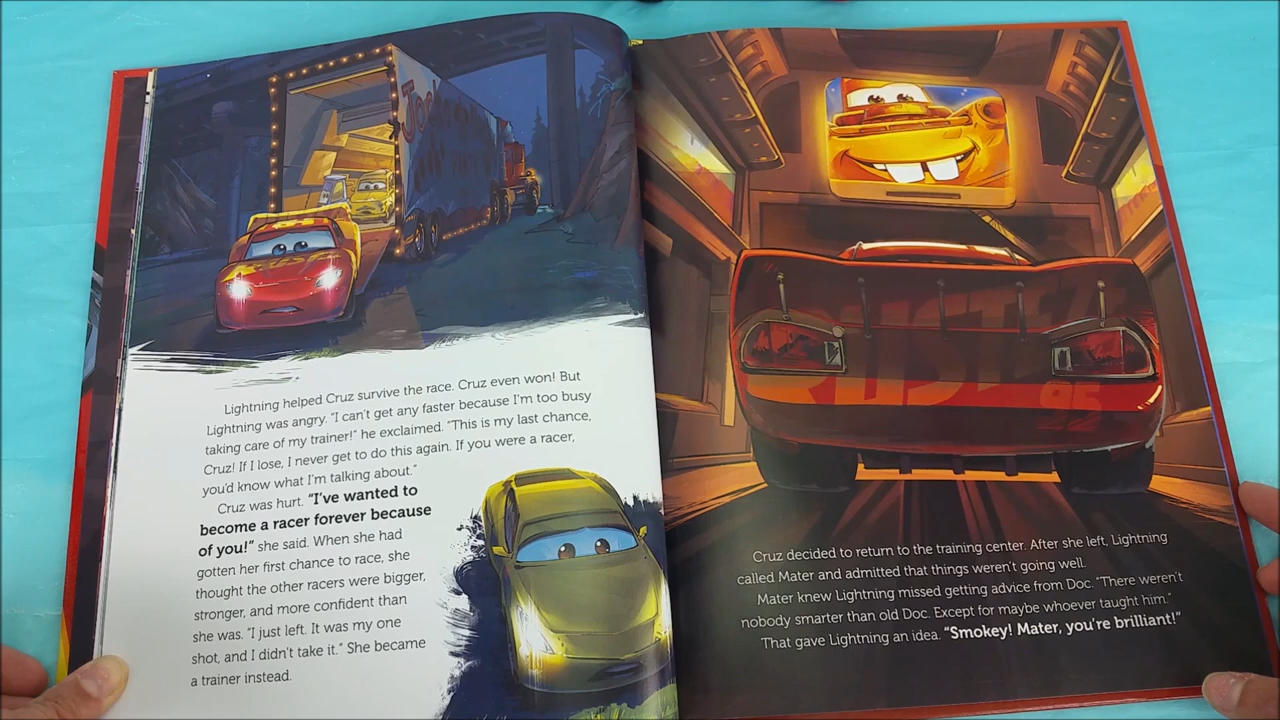 Lightning helped Cruz survive the race. Cruz even won! But
Lightning was angry. "I can't get any faster because I'm too busy
taking care of my trainer!" he exclaimed. "This is my last chance,
Cruz! If I lose, I never get to do this again. If you were a racer,
you'd know what I'm talking about."
Cruz was hurt. "I've wanted to
become a racer forever because
of you!" she said. When she had
gotten her first chance to race, she
thought the other racers were bigger,
stronger, and more confident than
she was. "I just left. It was my one
shot, and I didn't take it." She became
a trainer instead.
RUSTEZE
95
Cruz decided to return to the training center. After she left, Lightning
called Mater and admitted that things weren't going well.
Mater knew Lightning missed getting advice from Doc. "There weren't
nobody smarter than old Doc. Except for maybe whoever taught him."
That gave Lightning an idea. "Smokey! Mater, you're brilliant!"